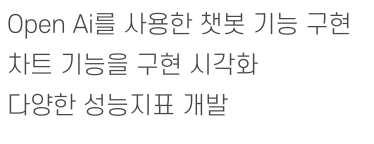 Open Ai를 사용한 챗봇 기능 구현
차트 기능을 구현 시각화
다양한 성능지표 개발